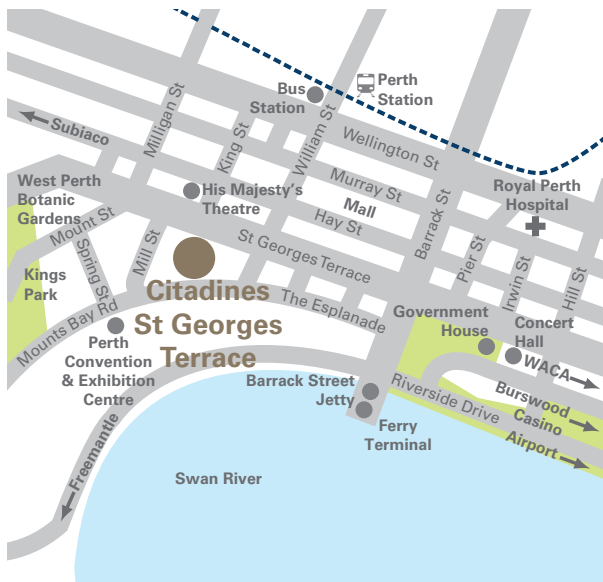 Perth
Station
Bus
Station
Wellington St
Milligan St
King St
William St
Subiaco
Murray St
Mall
Hay St
Barrack St
Royal Perth
Hospital
West Perth
Botanic
Gardens
His Majesty's
Theatre
Mount St
St Georges Terrace
Pier St
Irwin St
Hill St
Mill St
Spring St
Kings
Park
Citadines
St Georges
Terrace
The Esplanade
Mounts Bay Rd
Government
House
Concert
Hall
WACA
Perth
Convention
& Exhibition
Centre
Barrack Street
Jetty
Riverside Drive
Burswood
Casino
Airport
Ferry
Terminal
Freemantle
Swan River